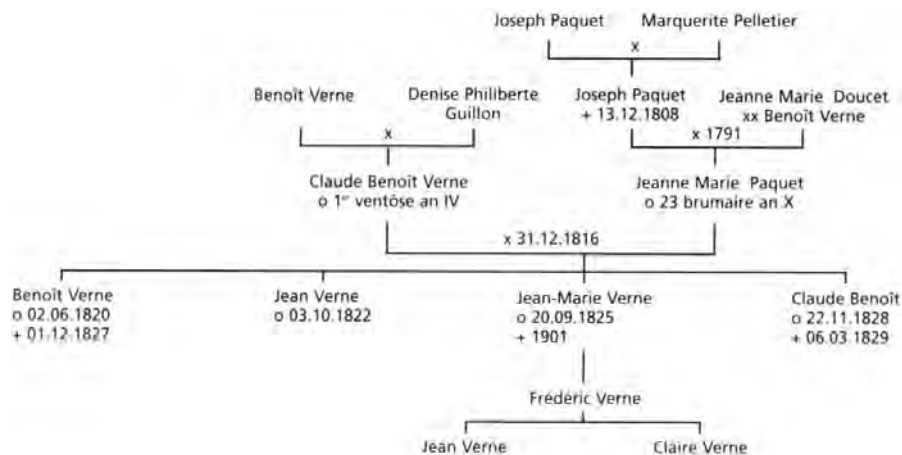 Joseph Paquet Marquerite Pelletier
x
Benoît Verne
Denise Philiberte
Guillon
Joseph Paquet
+ 13.12.1808
Jeanne Marie Doucet
xx Benoît Verne
x
x 1791
Claude Benoît Verne
o 1er ventôse an IV
Jeanne Marie Paquet
o 23 brumaire an X
x 31.12.1816
Benoît Verne
o 02.06.1820
+ 01.12.1827
Jean Verne
o 03.10.1822
Jean-Marie Verne
o 20.09.1825
+ 1901
Claude Benoît
o 22.11.1828
+ 06.03.1829
Frédéric Verne
Jean Verne
Claire Verne